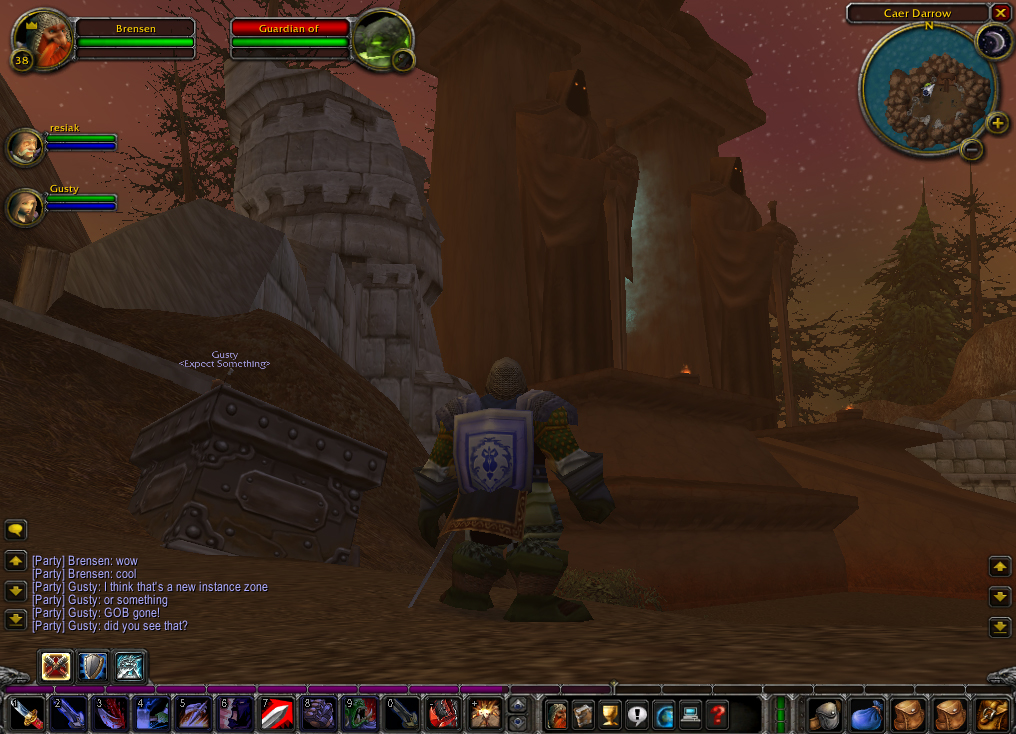 Brensen
38
Guardian of
Caer Darrow
N
resiak
Gusty
Gusty
<Expect Something>
[Party] Brensen: wow
[Party] Brensen: cool
[Party] Gusty: I think that's a new instance zone
[Party] Gusty: or something
[Party] Gusty: GOB gone!
[Party] Gusty: did you see that?
1 2 3 4 5 6 7 8 9 0 - +